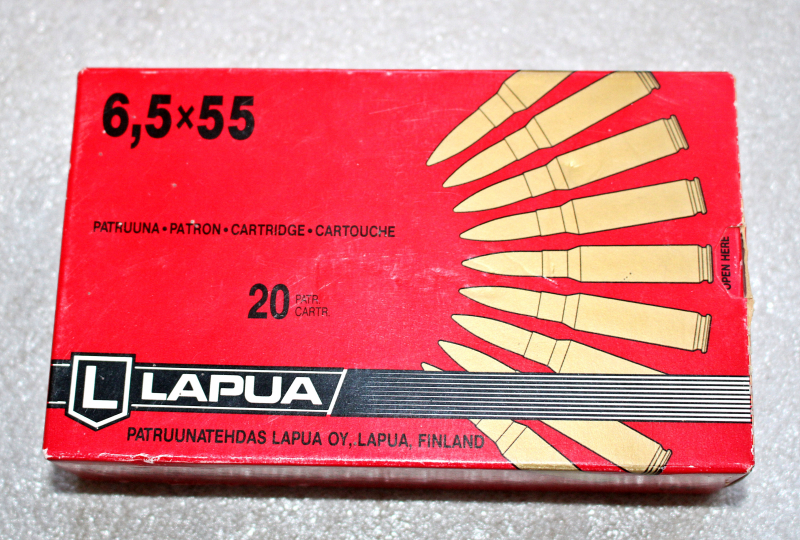 6,5×55
PATRUUNA • PATRON • CARTRIDGE • CARTOUCHE
OPEN HERE
20 PATR.
CARTR.
L LAPUA
PATRUUNATEHDAS LAPUA OY, LAPUA, FINLAND